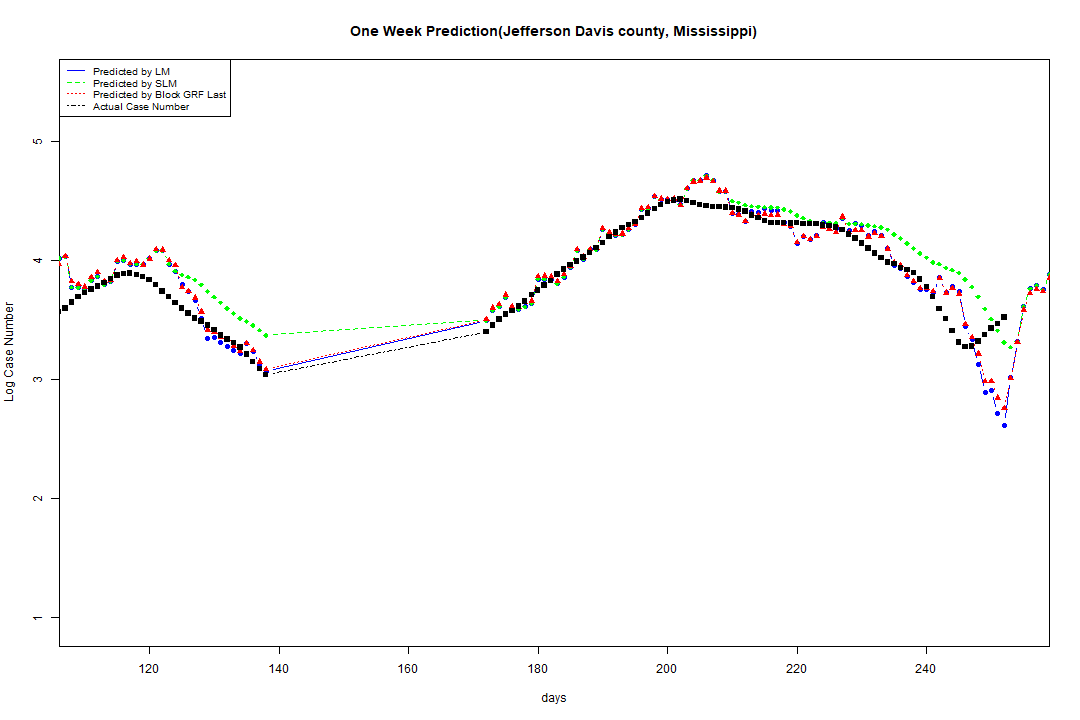 One Week Prediction(Jefferson Davis county, Mississippi)
Predicted by LM
Predicted by SLM
Predicted by Block GRF Last
Actual Case Number
5
4
3
2
1
Log Case Number
120 140 160 180 200 220 240
days